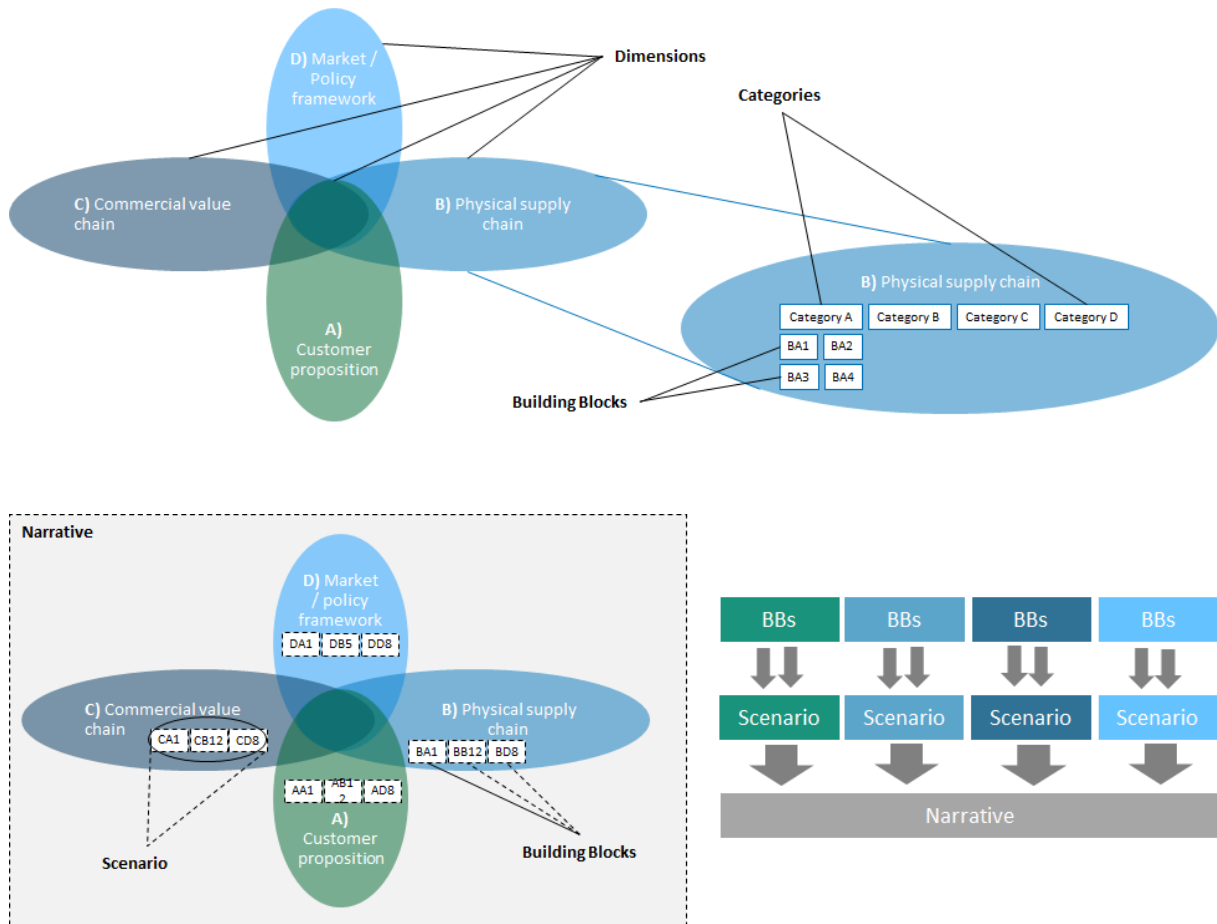 D) Market /
Policy
framework
Dimensions
Categories
C) Commercial value
chain
B) Physical supply
chain
B) Physical supply chain
Category A
Category B
Category C
Category D
BA1
BA2
BA3
BA4
A)
Customer
proposition
Building Blocks
Narrative
D) Market
/ policy
framework
DA1
DB5
DD8
C) Commercial value
chain
CA1
CB12
CD8
B) Physical supply
chain
BA1
BB12
BD8
AA1
AB1
2
AD8
A)
Customer
proposition
Scenario
Building Blocks
BBs
BBs
BBs
BBs
Scenario
Scenario
Scenario
Scenario
Narrative